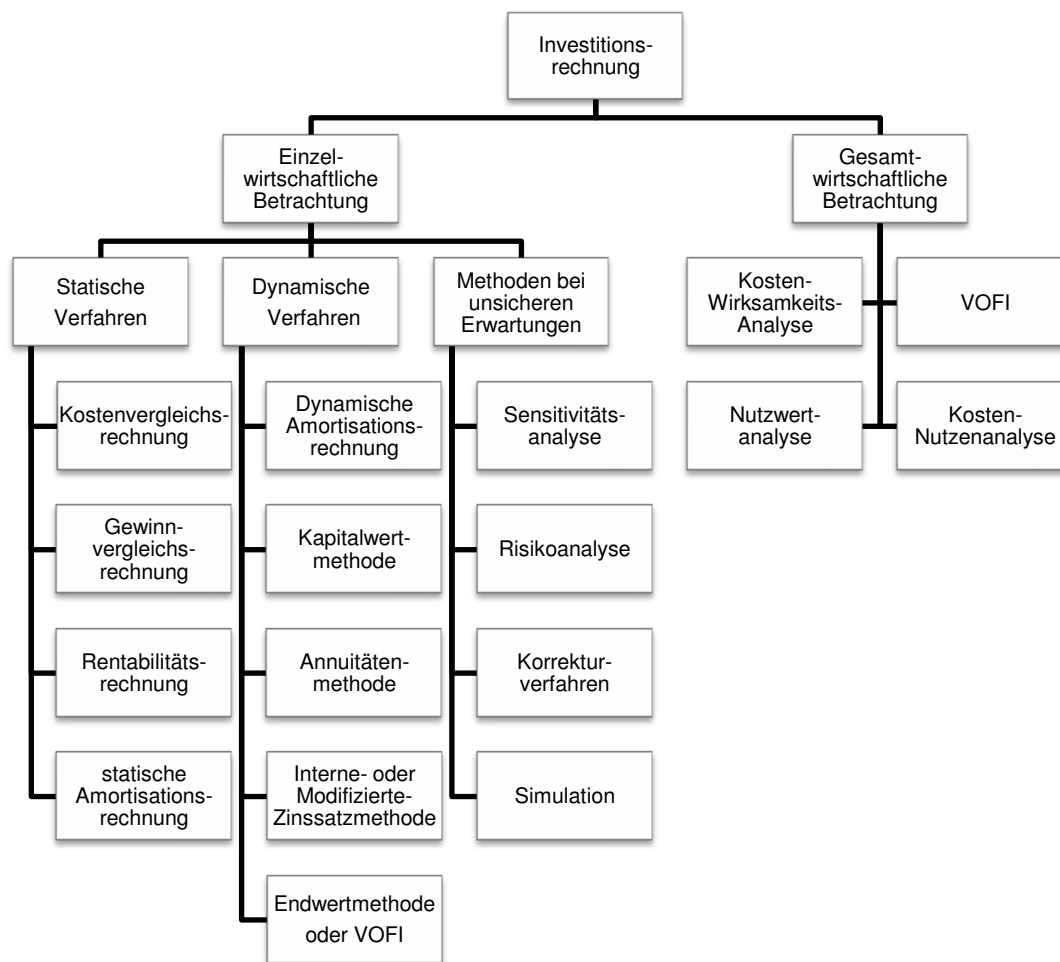 Investitions-
rechnung
Einzel-
wirtschaftliche
Betrachtung
Gesamt-
wirtschaftliche
Betrachtung
Statische
Verfahren
Dynamische
Verfahren
Methoden bei
unsicheren
Erwartungen
Kosten-
Wirksamkeits-
Analyse
VOFI
Kostenvergleichs-
rechnung
Dynamische
Amortisations-
rechnung
Sensitivitäts-
analyse
Nutzwert-
analyse
Kosten-
Nutzenanalyse
Gewinn-
vergleichs-
rechnung
Kapitalwert-
methode
Risikoanalyse
Rentabilitäts-
rechnung
Annuitäten-
methode
Korrektur-
verfahren
statische
Amortisations-
rechnung
Interne- oder
Modifizierte-
Zinssatzmethode
Simulation
Endwertmethode
oder VOFI